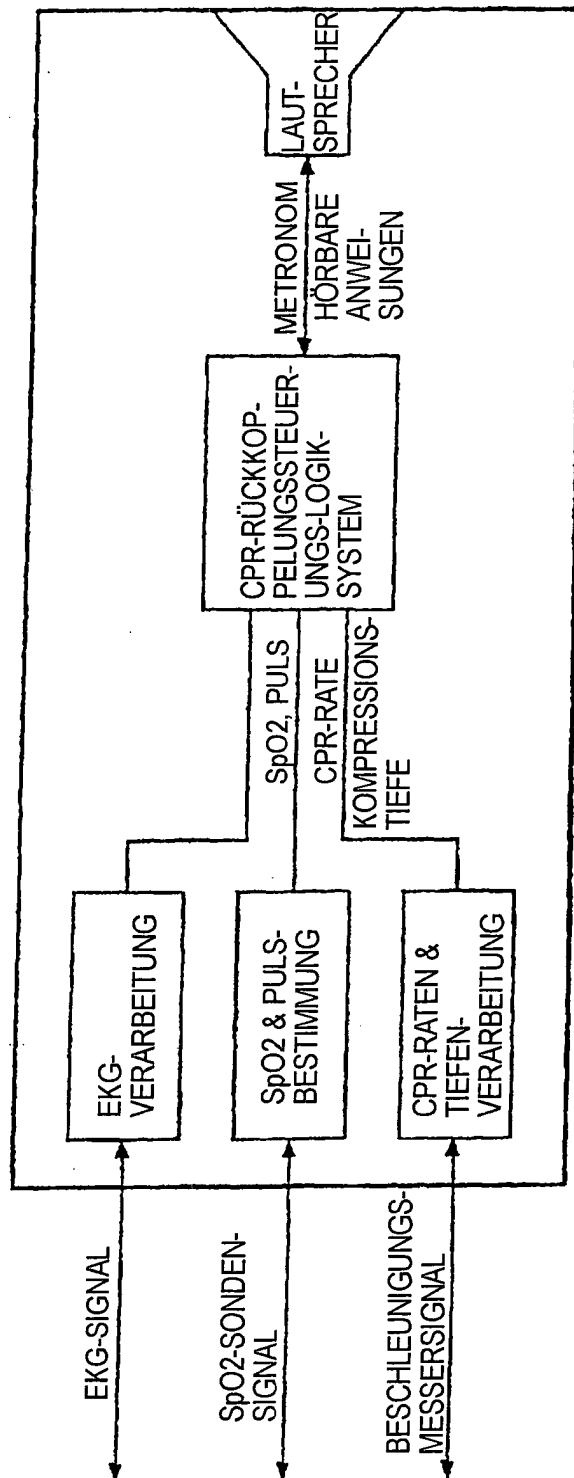 EKG-SIGNAL
SpO2-SONDEN-
SIGNAL
BESCHLEUNIGUNGS-
MESSERSIGNAL
EKG-
VERARBEITUNG
SpO2 & PULS-
BESTIMMUNG
CPR-RATEN &
TIEFEN-
VERARBEITUNG
SpO2, PULS
CPR-RATE
KOMPRESSIONS-
TIEFE
CPR-RÜCKKOP-
PELUNGSSTEUER-
UNGS-LOGIK-
SYSTEM
METRONOM
HÖRBARE
ANWEI-
SUNGEN
LAUT-
SPRECHER